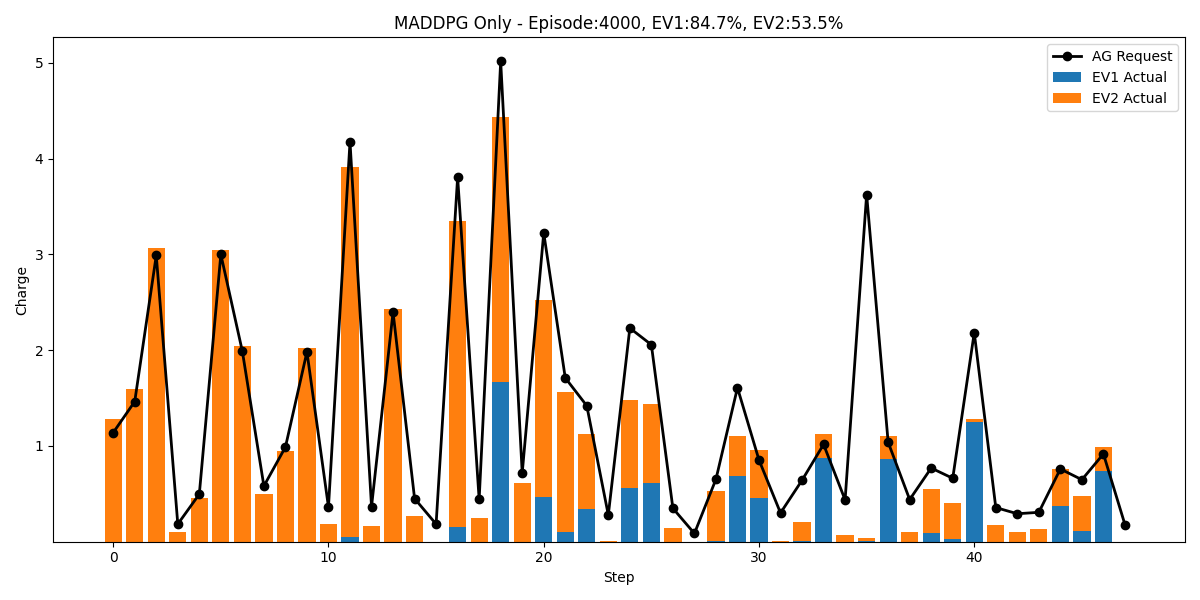 MADDPG Only - Episode:4000, EV1:84.7%, EV2:53.5%
AG Request
EV1 Actual
EV2 Actual
Charge
5
4
3
2
1
0 10 20 30 40
Step